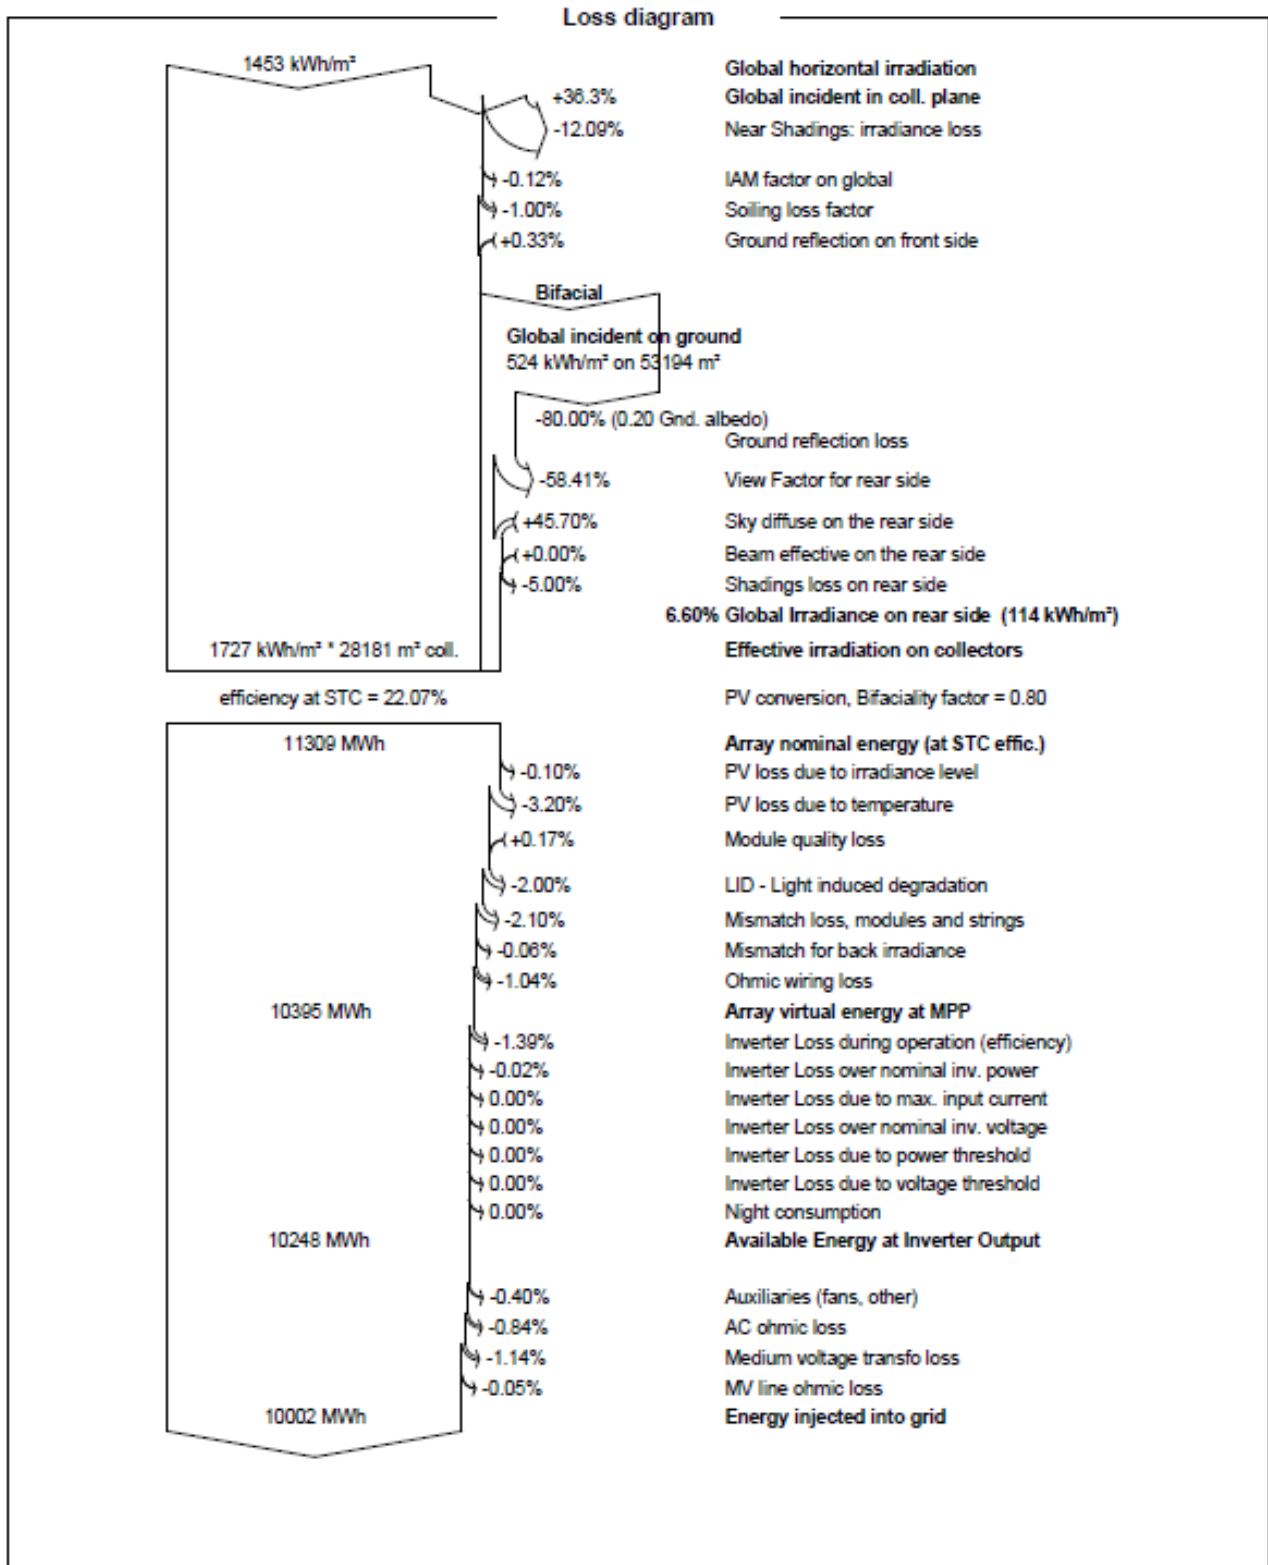 Loss diagram
1453 kWh/m² Global horizontal irradiation
+36.3% Global incident in coll. plane
-12.09% Near Shadings: irradiance loss
-0.12% IAM factor on global
-1.00% Soiling loss factor
+0.33% Ground reflection on front side
Bifacial
Global incident on ground
524 kWh/m² on 53194 m²
-80.00% (0.20 Gnd. albedo)
Ground reflection loss
-58.41% View Factor for rear side
+45.70% Sky diffuse on the rear side
+0.00% Beam effective on the rear side
-5.00% Shadings loss on rear side
6.60% Global Irradiance on rear side (114 kWh/m²)
1727 kWh/m² * 28181 m² coll. Effective irradiation on collectors
efficiency at STC = 22.07% PV conversion, Bifaciality factor = 0.80
11309 MWh Array nominal energy (at STC effic.)
-0.10% PV loss due to irradiance level
-3.20% PV loss due to temperature
+0.17% Module quality loss
-2.00% LID - Light induced degradation
-2.10% Mismatch loss, modules and strings
-0.06% Mismatch for back irradiance
-1.04% Ohmic wiring loss
10395 MWh Array virtual energy at MPP
-1.39% Inverter Loss during operation (efficiency)
-0.02% Inverter Loss over nominal inv. power
0.00% Inverter Loss due to max. input current
0.00% Inverter Loss over nominal inv. voltage
0.00% Inverter Loss due to power threshold
0.00% Inverter Loss due to voltage threshold
0.00% Night consumption
10248 MWh Available Energy at Inverter Output
-0.40% Auxiliaries (fans, other)
-0.84% AC ohmic loss
-1.14% Medium voltage transfo loss
-0.05% MV line ohmic loss
10002 MWh Energy injected into grid